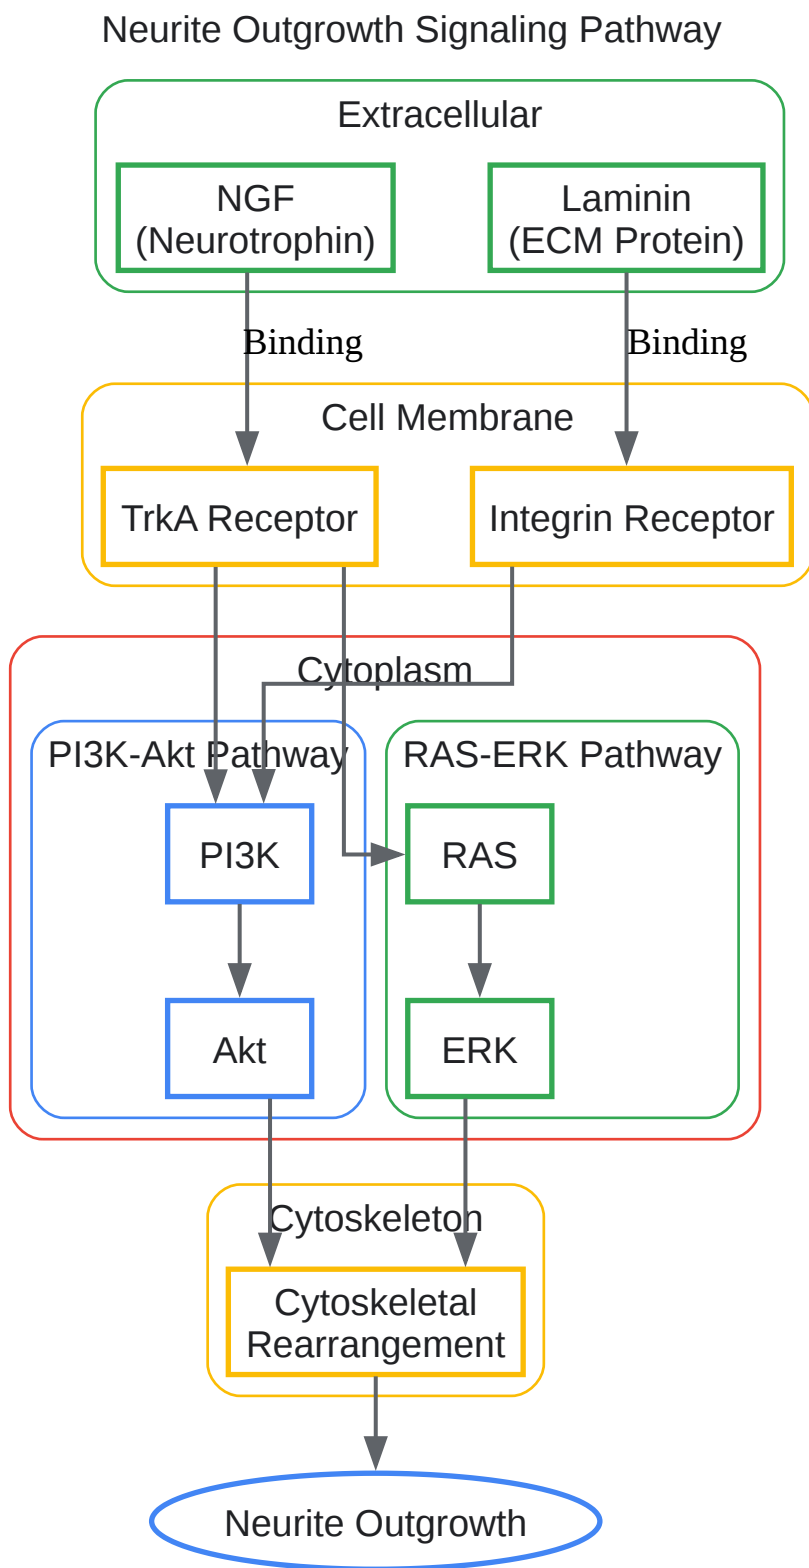 Neurite Outgrowth Signaling Pathway
Extracellular
NGF
(Neurotrophin)
Laminin
(ECM Protein)
Binding
Binding
Cell Membrane
TrkA Receptor
Integrin Receptor
Cytoplasm
PI3K-Akt Pathway
RAS-ERK Pathway
PI3K
RAS
Akt
ERK
Cytoskeleton
Cytoskeletal
Rearrangement
Neurite Outgrowth